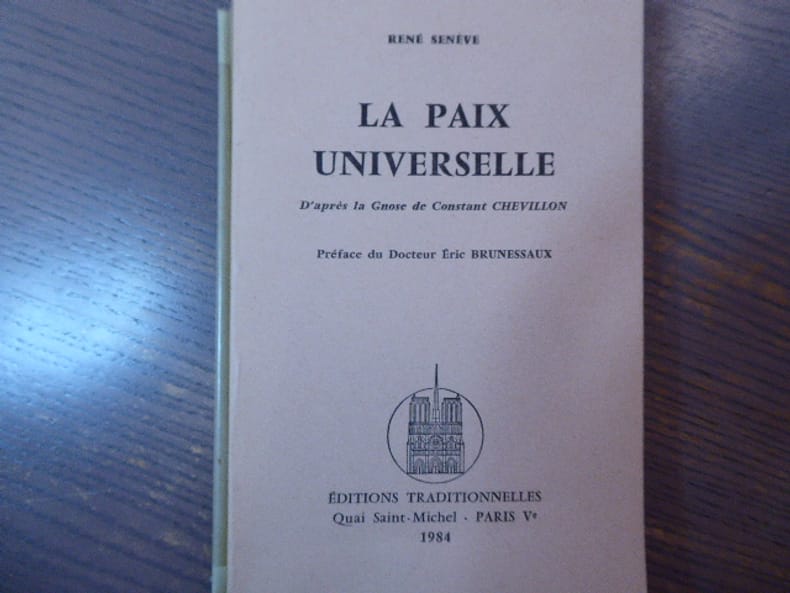 RENÉ SENÈVE
LA PAIX
UNIVERSELLE
D'après la Gnose de Constant CHEVILLON
Préface du Docteur Éric BRUNESSAUX
ÉDITIONS TRADITIONNELLES
Quai Saint-Michel - PARIS Ve
1984